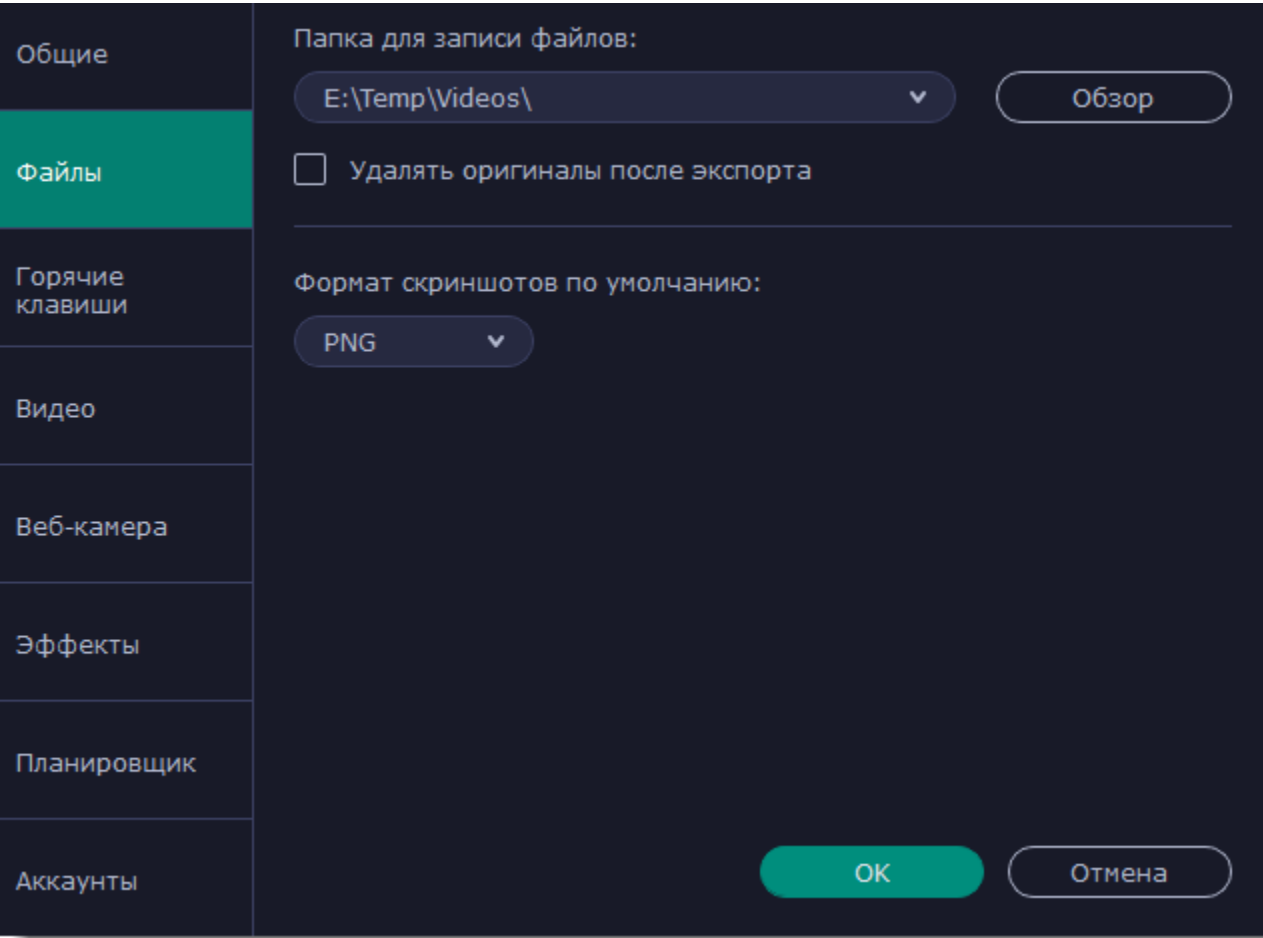 Общие
Файлы
Горячие
клавиши
Видео
Веб-камера
Эффекты
Планировщик
Аккаунты
Папка для записи файлов:
E:\Temp\Videos\
Обзор
Удалять оригиналы после экспорта
Формат скриншотов по умолчанию:
PNG
OK
Отмена